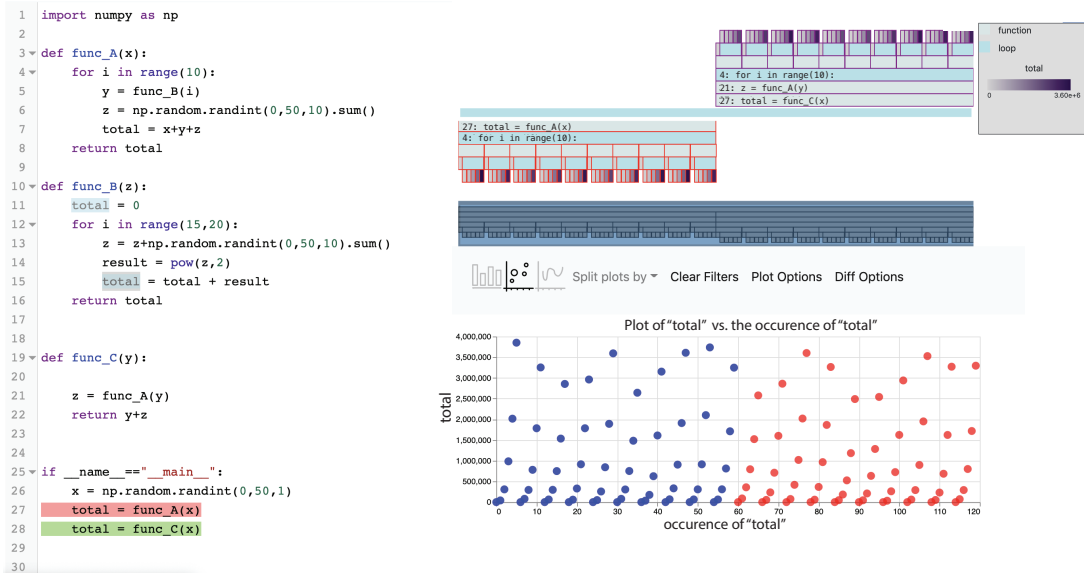 1 import numpy as np
2
3 def func_A(x):
4 for i in range(10):
5 y = func_B(i)
6 z = np.random.randint(0,50,10).sum()
7 total = x+y+z
8 return total
9
10 def func_B(z):
11 total = 0
12 for i in range(15,20):
13 z = z+np.random.randint(0,50,10).sum()
14 result = pow(z,2)
15 total = total + result
16 return total
17
18
19 def func_C(y):
20
21 z = func_A(y)
22 return y+z
23
24
25 if __name__=="__main__":
26 x = np.random.randint(0,50,1)
27 total = func_A(x)
28 total = func_C(x)
29
30
4: for i in range(10):
21: z = func_A(y)
27: total = func_C(x)
function
loop
total
0 3.60e+6
27: total = func_A(x)
4: for i in range(10):
Split plots by Clear Filters Plot Options Diff Options
Plot of "total" vs. the occurence of "total"
total
4,000,000
3,500,000
3,000,000
2,500,000
2,000,000
1,500,000
1,000,000
500,000
0
0 10 20 30 40 50 60 70 80 90 100 110 120
occurence of "total"